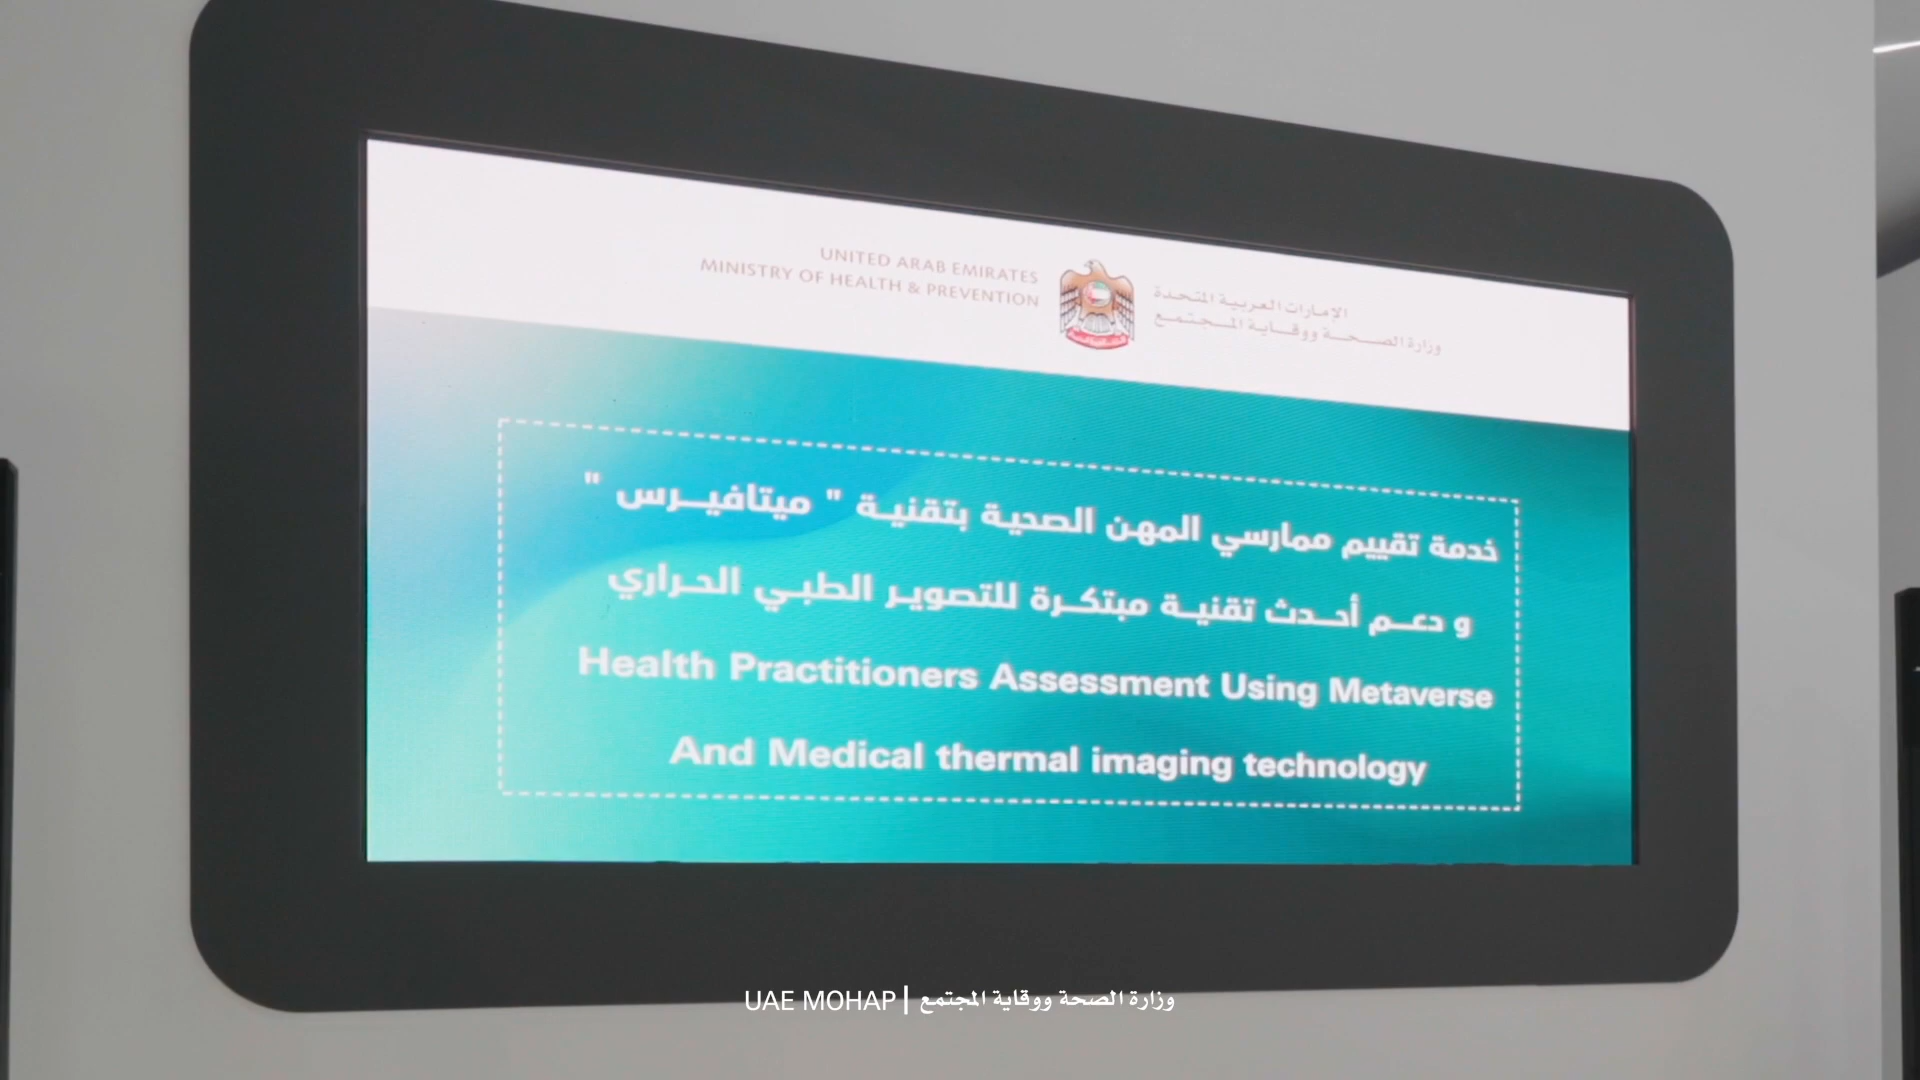 UNITED ARAB EMIRATES
MINISTRY OF HEALTH & PREVENTION
الإمارات العربية المتحدة
وزارة الصحة ووقاية المجتمع
خدمة تقييم ممارسي المهن الصحية بتقنية " ميتافيرس "
و دعم أحدث تقنية مبتكرة للتصوير الطبي الحراري
Health Practitioners Assessment Using Metaverse
And Medical thermal imaging technology
UAE MOHAP | وزارة الصحة ووقاية المجتمع